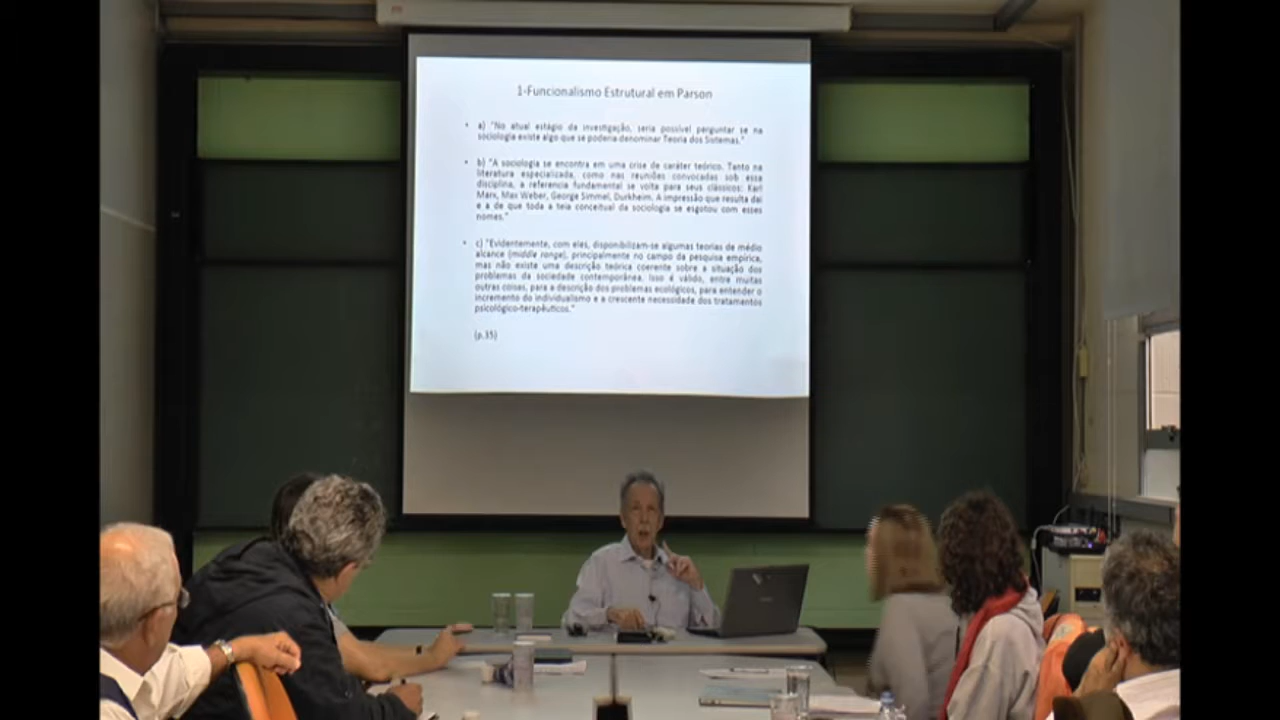 1-Funcionalismo Estrutural em Parson
• a) "No atual estágio da investigação, seria possível perguntar se na
sociologia existe algo que se poderia denominar Teoria dos Sistemas."
• b) "A sociologia se encontra em uma crise de caráter teórico. Tanto na
literatura especializada, como nas reuniões convocadas sob essa
disciplina, a referencia fundamental se volta para seus clássicos: Karl
Marx, Max Weber, George Simmel, Durkheim. A impressão que resulta daí
e a de que toda a teia conceitual da sociologia se esgotou com esses
nomes."
• c) "Evidentemente, com eles, disponibilizam-se algumas teorias de médio
alcance (middle range), principalmente no campo da pesquisa empírica,
mas não existe uma descrição teórica coerente sobre a situação dos
problemas da sociedade contemporânea. Isso é válido, entre muitas
outras coisas, para a descrição dos problemas ecológicos, para entender o
incremento do individualismo e a crescente necessidade dos tratamentos
psicológico-terapêuticos."
(p.35)